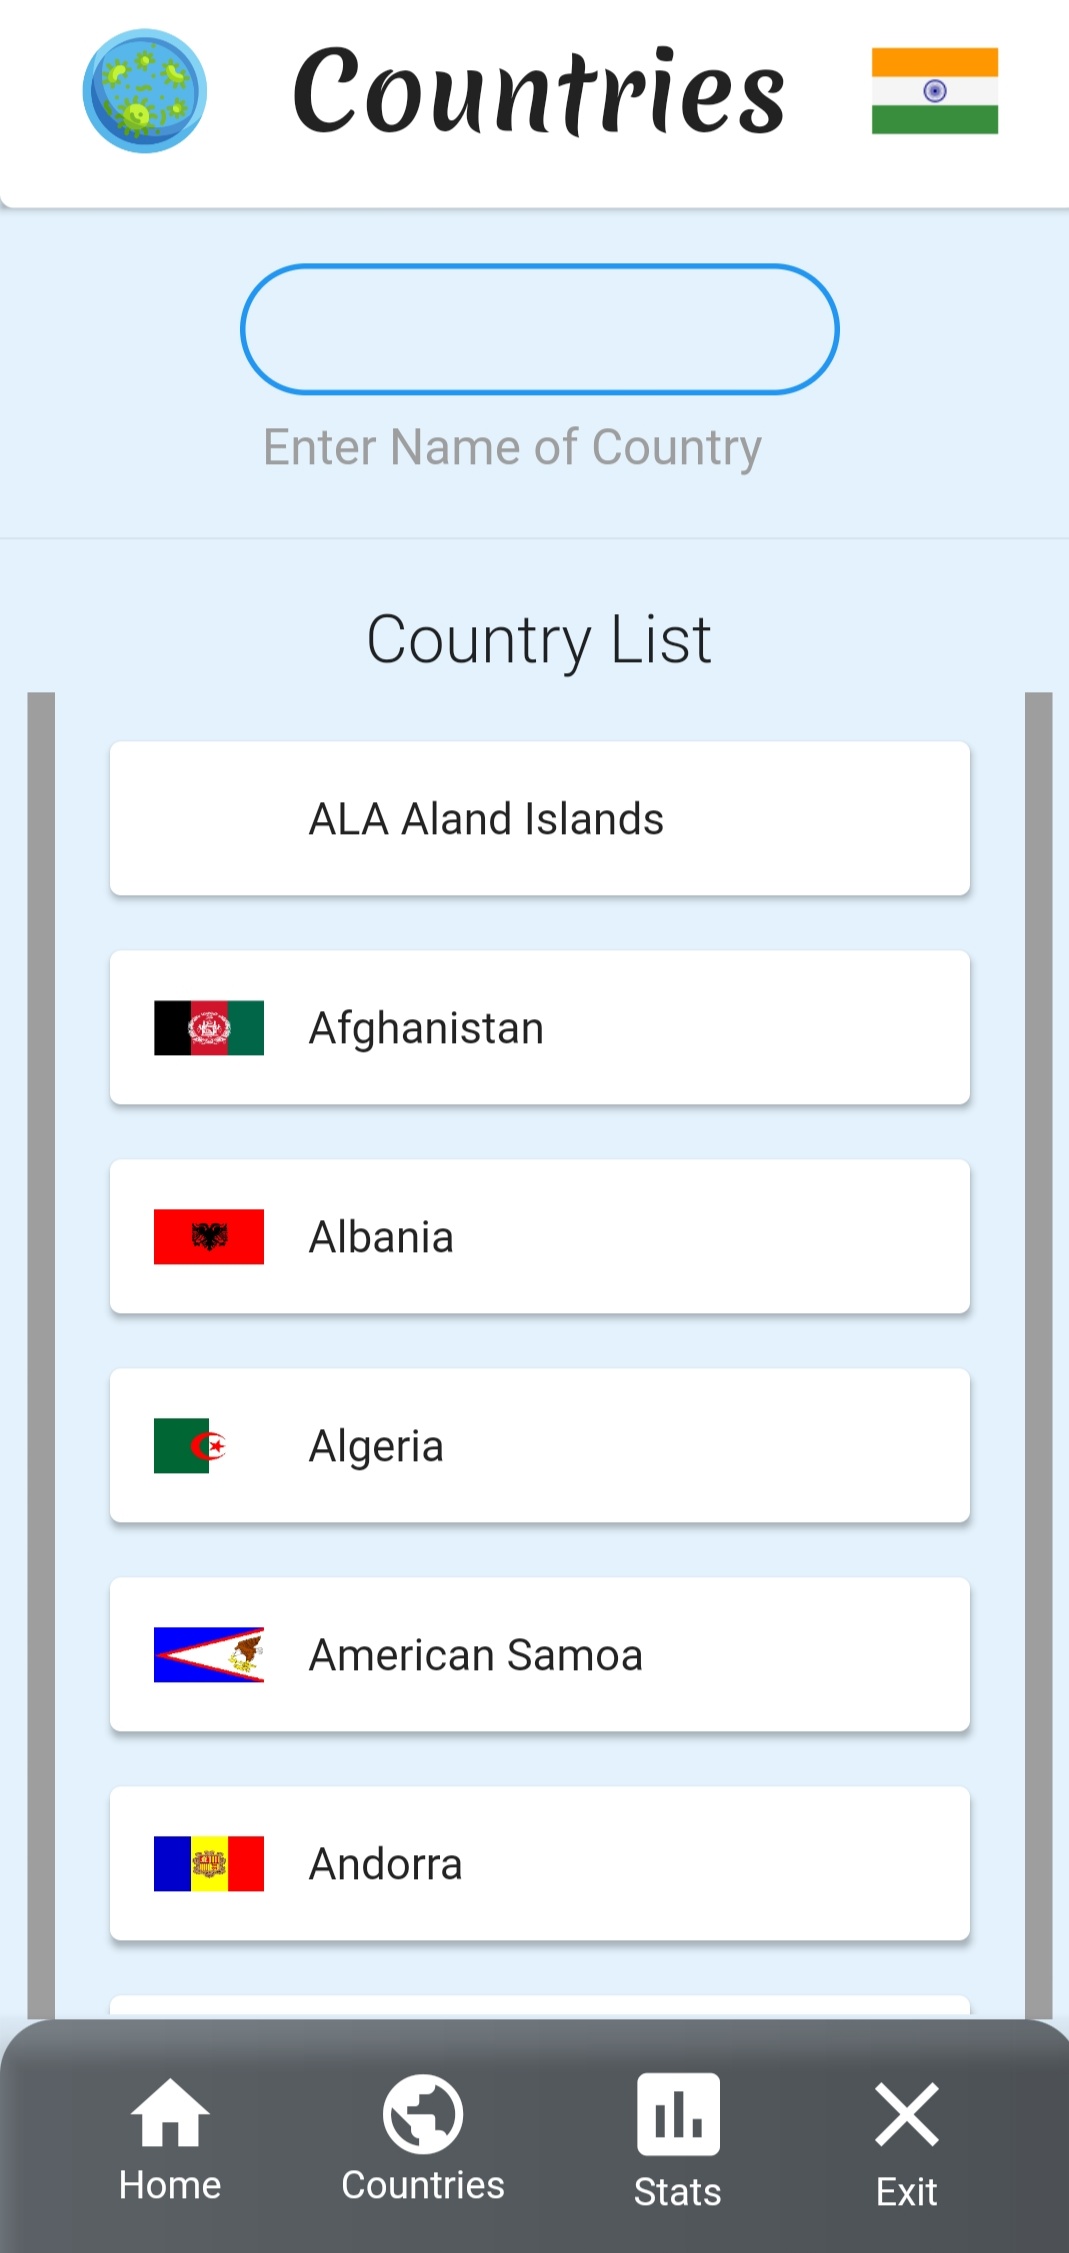 Countries
Enter Name of Country
Country List
ALA Aland Islands
Afghanistan
Albania
Algeria
American Samoa
Andorra
Home
Countries
Stats
Exit